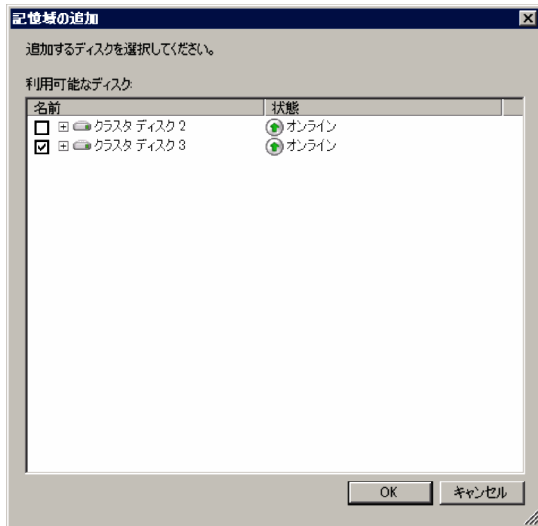 記憶域の追加
追加するディスクを選択してください。
利用可能なディスク:
名前 状態
クラスタ ディスク 2 オンライン
クラスタ ディスク 3 オンライン
OK キャンセル